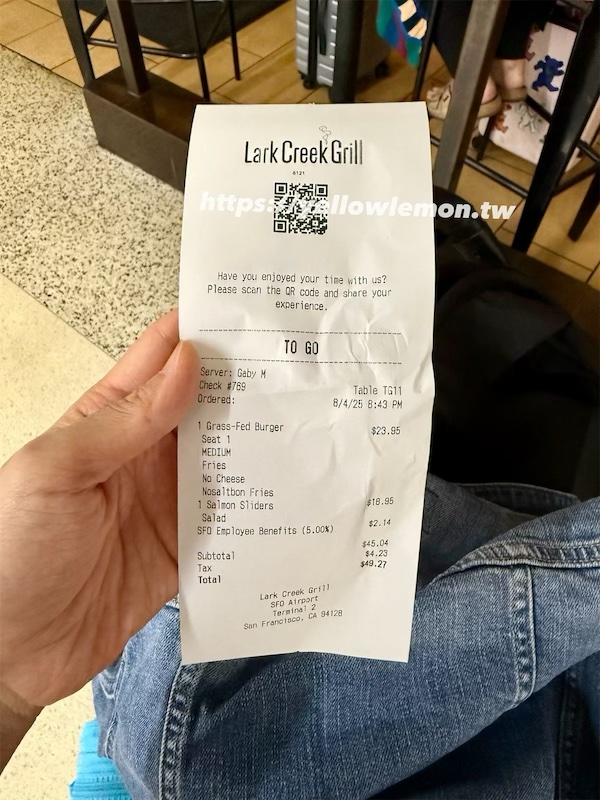 Lark Creek Grill
6121
https://yellowlemon.tw
Have you enjoyed your time with us?
Please scan the QR code and share your
experience.
TO GO
Server: Gaby M
Check #769 Table TG11
Ordered: 8/4/25 8:43 PM
1 Grass-Fed Burger $23.95
Seat 1
MEDIUM
Fries
No Cheese
Nosaltbon Fries
1 Salmon Sliders $16.95
Salad
SFO Employee Benefits (5.00%) $2.14
Subtotal $45.04
Tax $4.23
Total $49.27
Lark Creek Grill
SFO Airport
Terminal 2
San Francisco, CA 94128